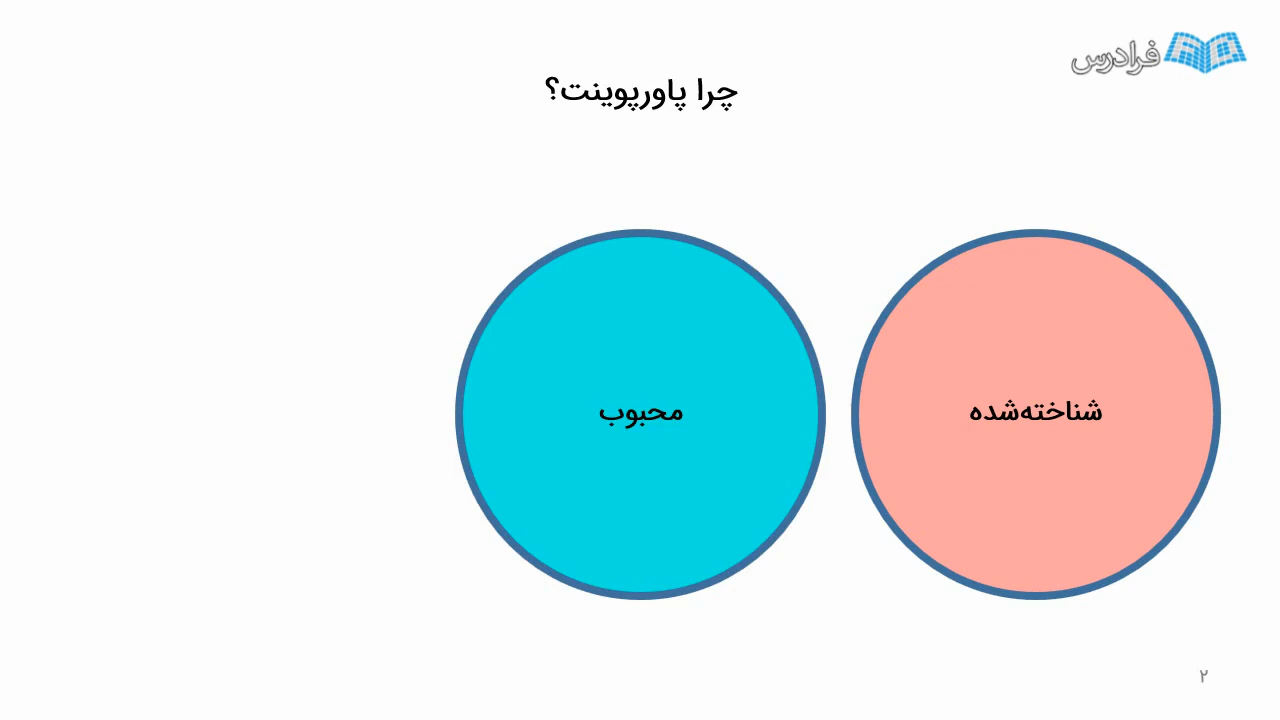 فرادرس
چرا پاورپوینت؟
شناخته‌شده
محبوب
۲